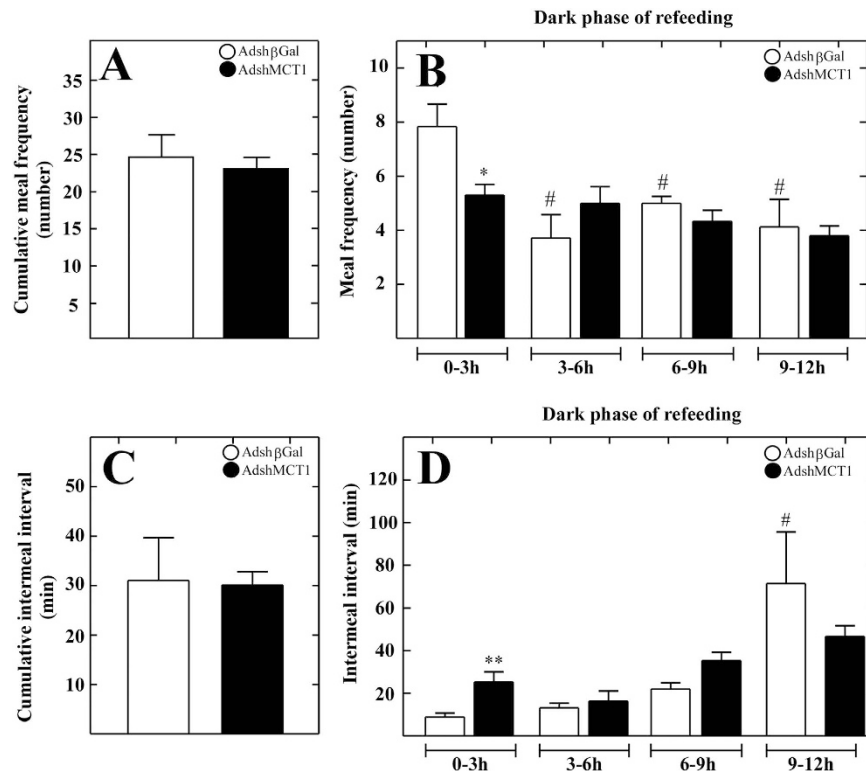 A
AdshβGal
AdshMCT1
Cumulative meal frequency
(number)
35
30
25
20
15
10
5
Dark phase of refeeding
B
AdshβGal
AdshMCT1
Meal frequency (number)
10
8
6
4
2
*
#
#
#
0-3h
3-6h
6-9h
9-12h
C
AdshβGal
AdshMCT1
Cumulative intermeal interval
(min)
50
40
30
20
10
Dark phase of refeeding
D
AdshβGal
AdshMCT1
Intermeal interval (min)
120
100
80
60
40
20
**
#
0-3h
3-6h
6-9h
9-12h